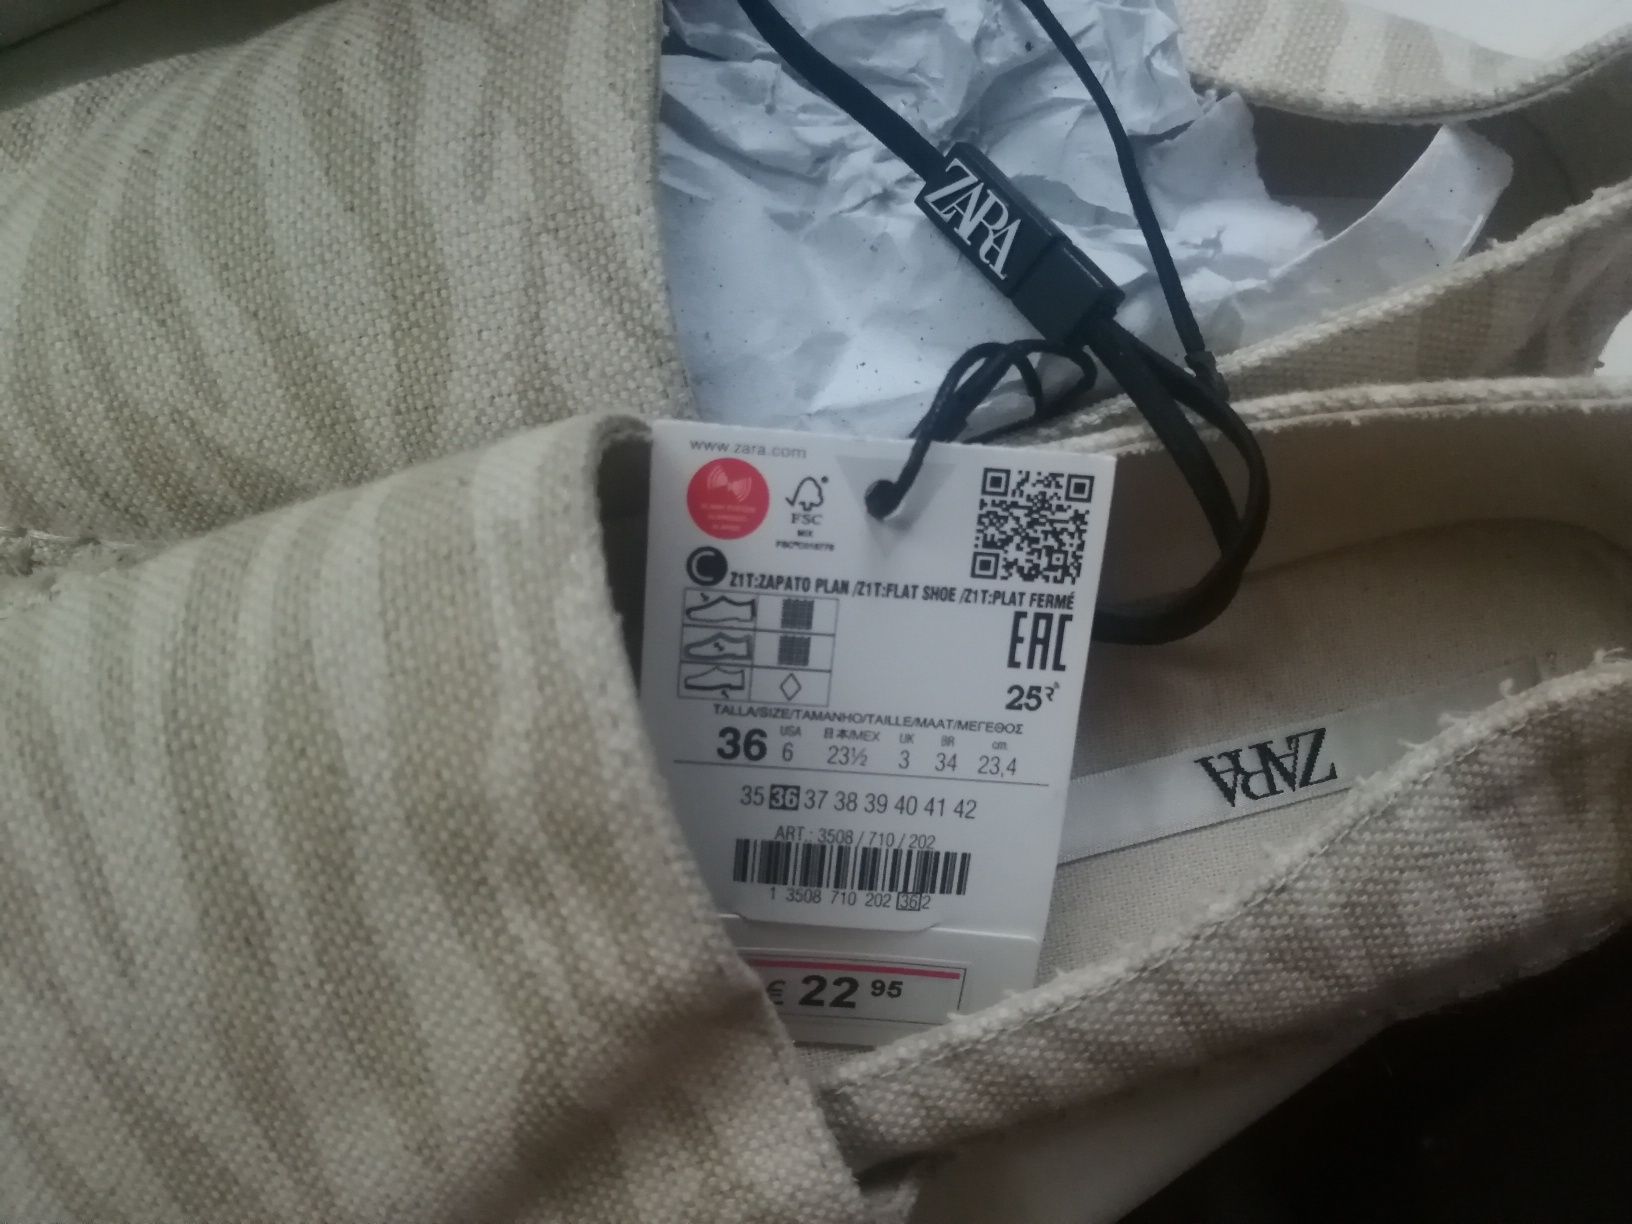 ZARA
www.zara.com
FSC
MIX
Z1T:ZAPATO PLAN /Z1T:FLAT SHOE /Z1T:PLAT FERMÉ
EAC
25
TALLA/SIZE/TAMANHO/TAILLE/MAAT/ΜΕΓΕΘΟΣ
36 USA 6 日本/MEX 23½ UK 3 BR 34 cm. 23,4
35 36 37 38 39 40 41 42
ART.: 3508 / 710 / 202
1 3508 710 202 36 2
€ 22 95
ZARA